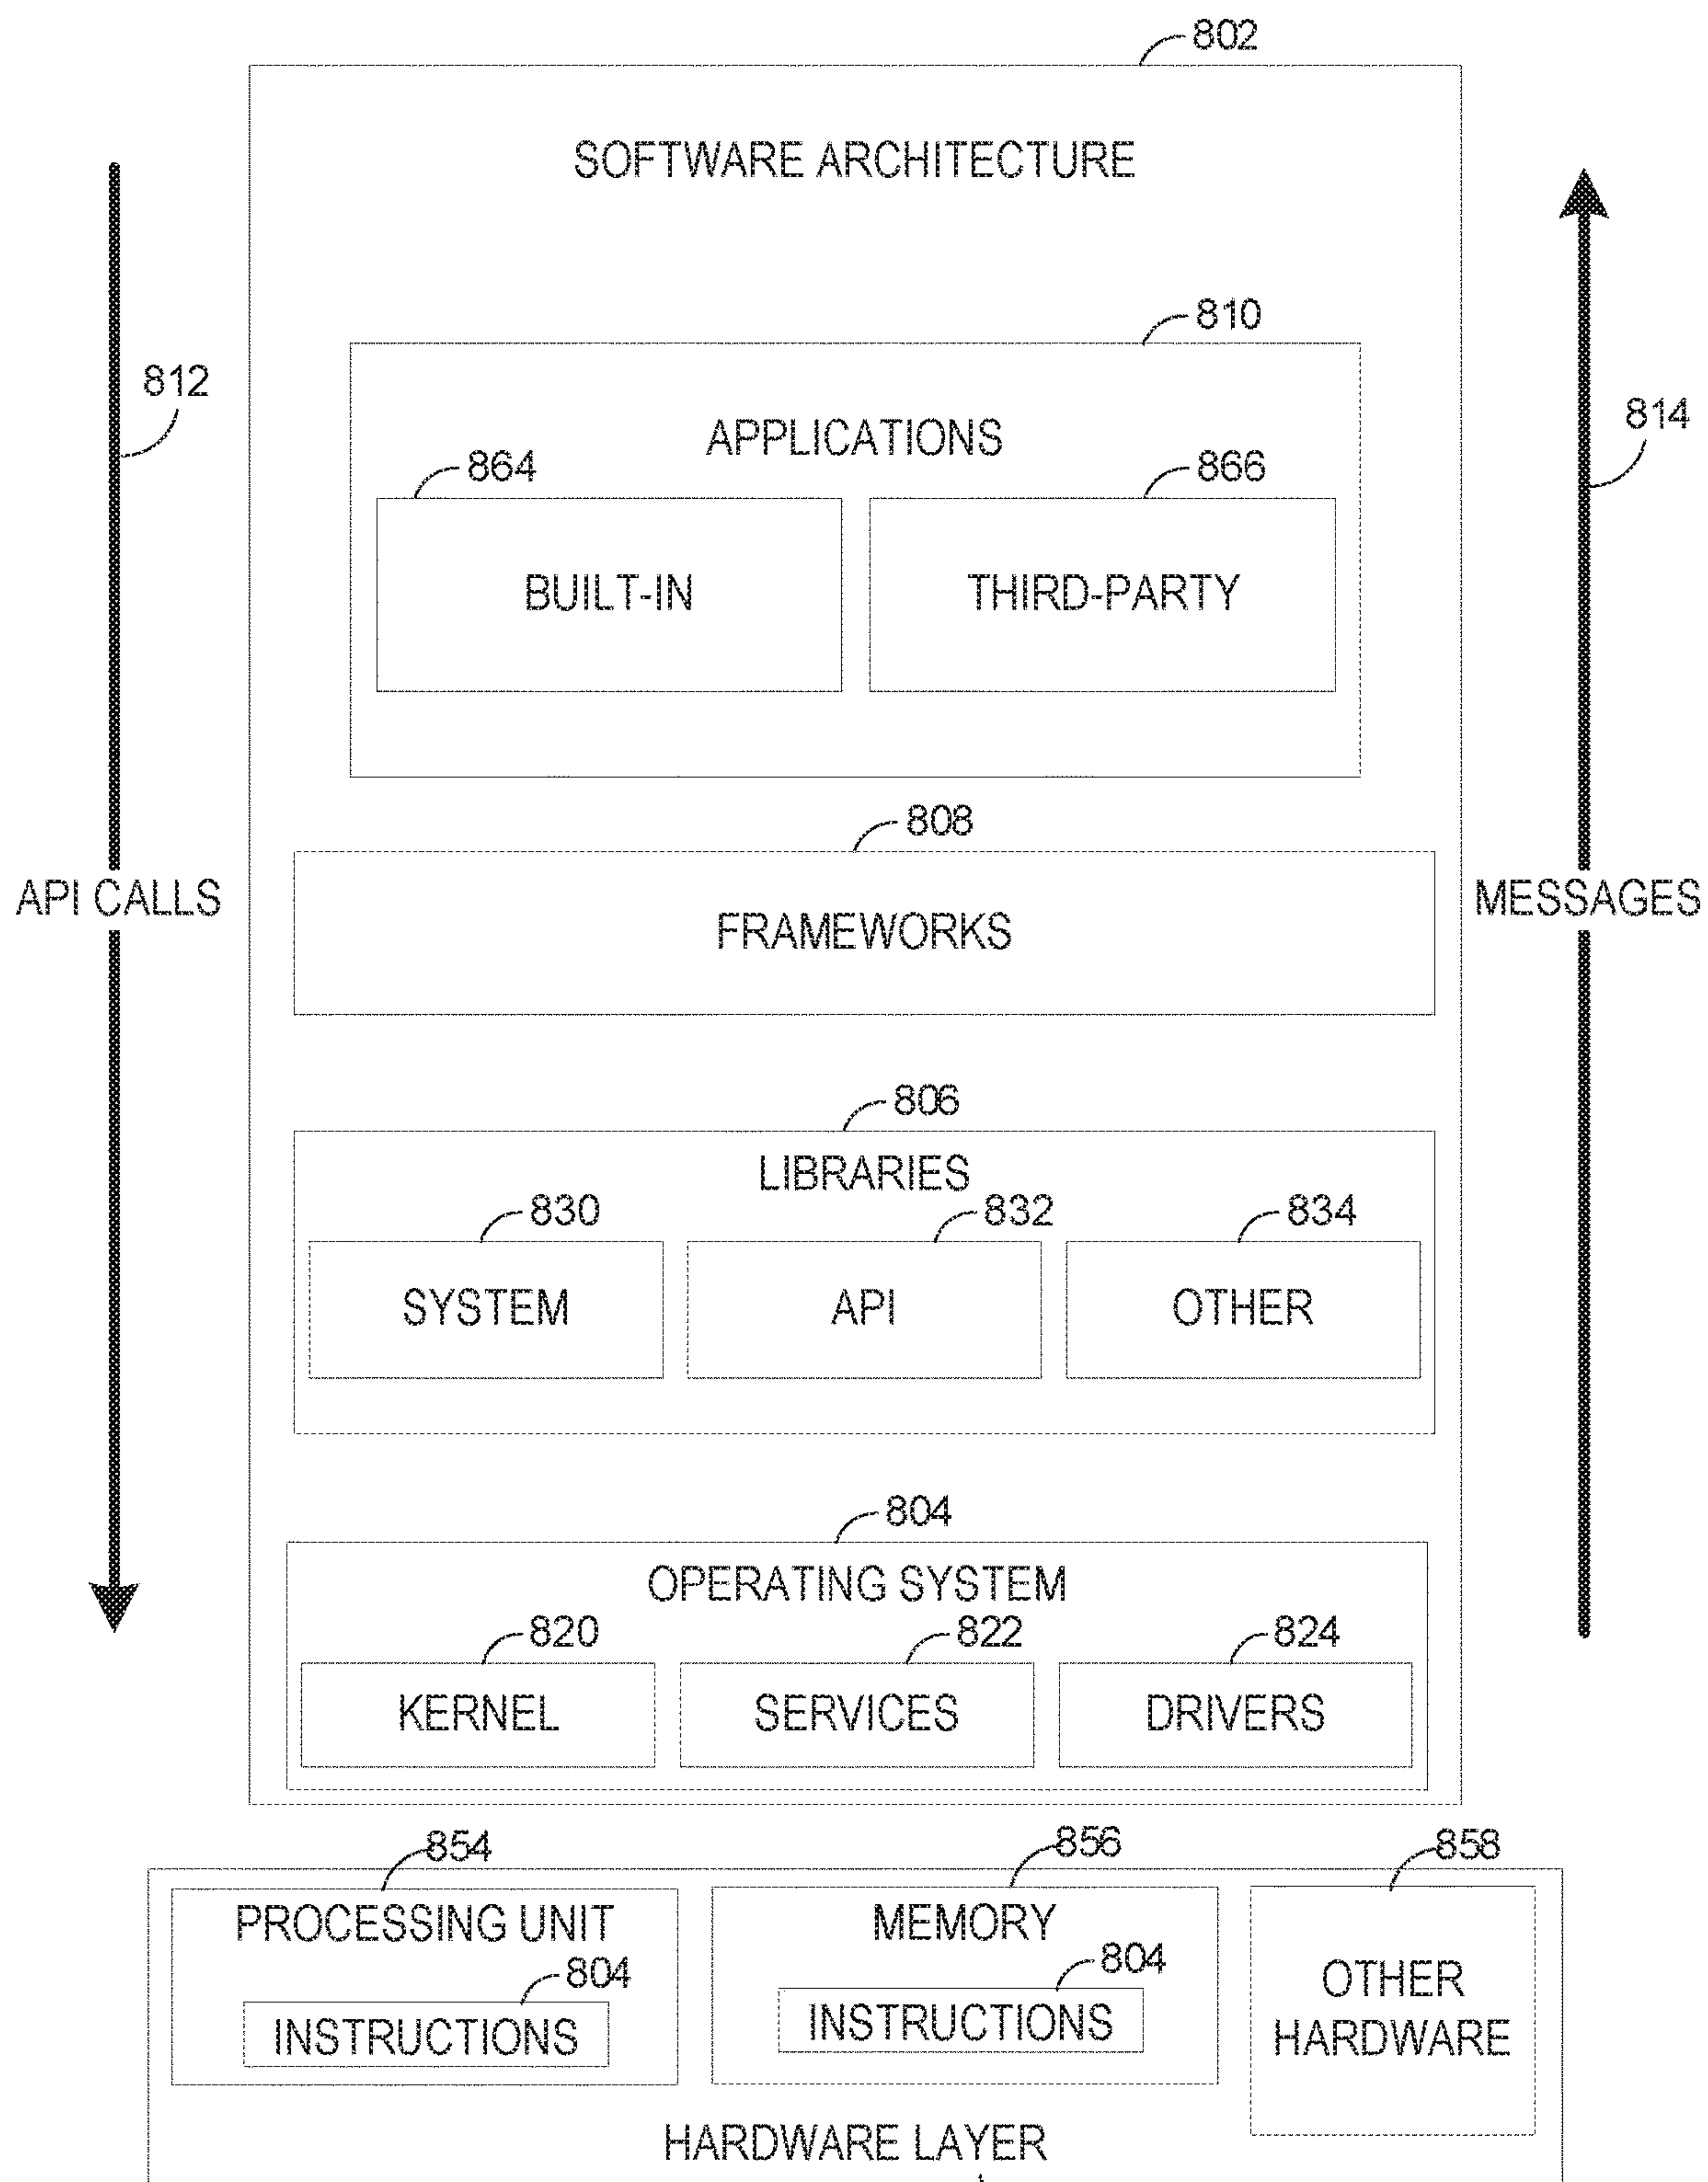 802
SOFTWARE ARCHITECTURE
810
812
814
APPLICATIONS
864
866
BUILT-IN
THIRD-PARTY
808
API CALLS
MESSAGES
FRAMEWORKS
806
LIBRARIES
830
832
834
SYSTEM
API
OTHER
804
OPERATING SYSTEM
820
822
824
KERNEL
SERVICES
DRIVERS
854
856
858
PROCESSING UNIT
MEMORY
804
804
OTHER
HARDWARE
INSTRUCTIONS
INSTRUCTIONS
HARDWARE LAYER